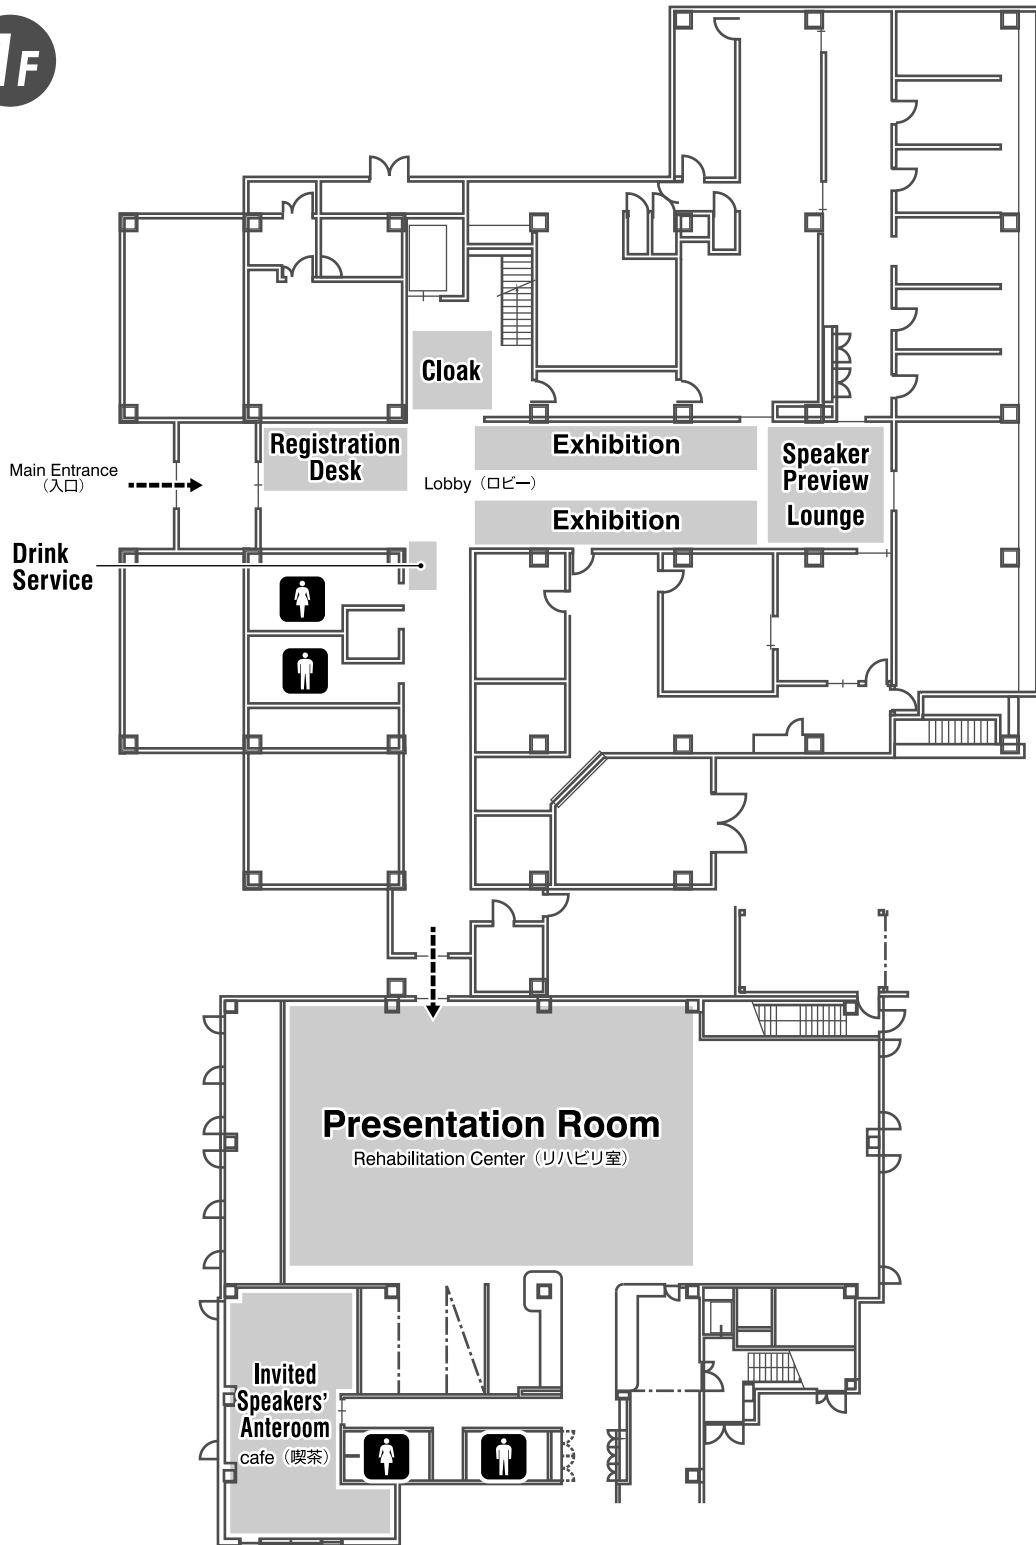 1F
Cloak
Registration
Desk
Exhibition
Speaker
Preview
Lounge
Main Entrance
（入口）
Lobby（ロビー）
Exhibition
Drink
Service
Presentation Room
Rehabilitation Center（リハビリ室）
Invited
Speakers'
Anteroom
cafe（喫茶）